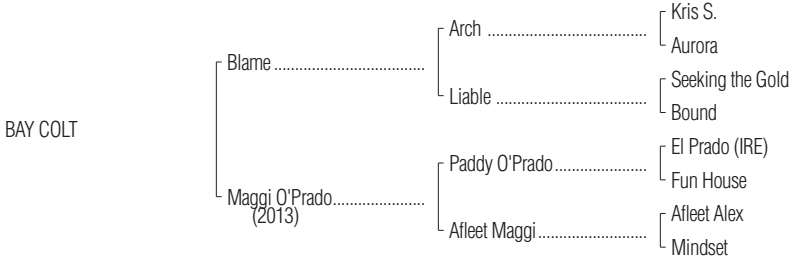 Kris S.
Arch
Aurora
Blame
Seeking the Gold
Liable
Bound
BAY COLT
El Prado (IRE)
Paddy O'Prado
Fun House
Maggi O'Prado
(2013)
Afleet Alex
Afleet Maggi
Mindset